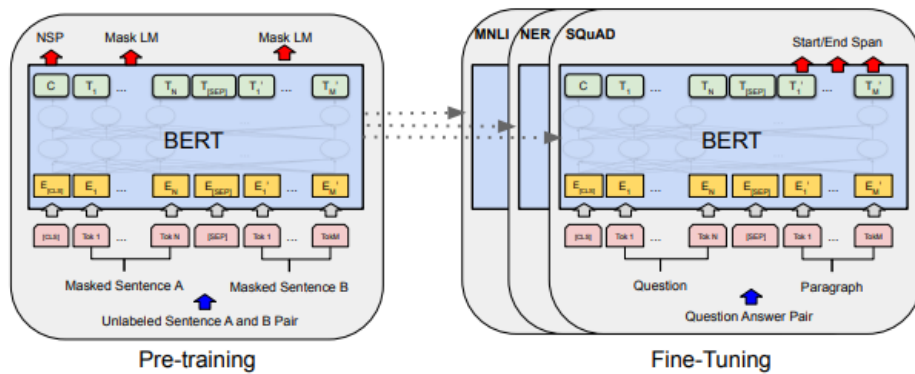 NSP Mask LM Mask LM
C T1 ... TN T[SEP] T1' ... TM'
BERT
E[CLS] E1 ... EN E[SEP] E1' ... EM'
[CLS] Tok 1 ... Tok N [SEP] Tok 1 ... TokM
Masked Sentence A Masked Sentence B
Unlabeled Sentence A and B Pair
Pre-training
MNLI NER SQuAD
Start/End Span
C T1 ... TN T[SEP] T1' ... TM'
BERT
E[CLS] E1 ... EN E[SEP] E1' ... EM'
[CLS] Tok 1 ... Tok N [SEP] Tok 1 ... TokM
Question Paragraph
Question Answer Pair
Fine-Tuning